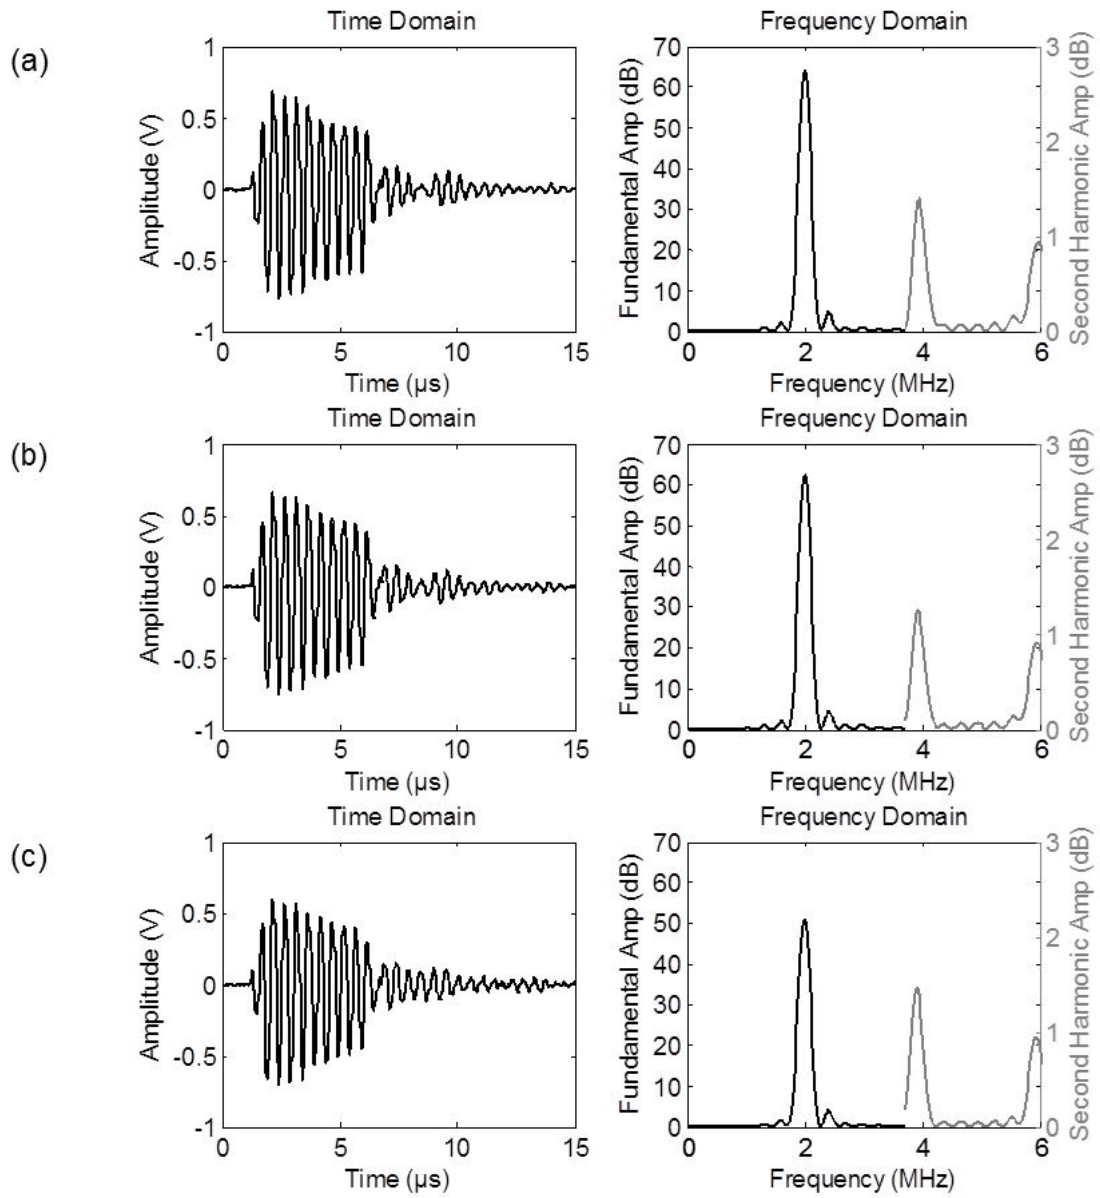 (a)
Time Domain
Amplitude (V)
1
0.5
0
-0.5
-1
0 5 10 15
Time (µs)
Frequency Domain
Fundamental Amp (dB)
70
60
50
40
30
20
10
0
0 2 4 6
Frequency (MHz)
3
2
1
0
Second Harmonic Amp (dB)
(b)
Time Domain
Amplitude (V)
1
0.5
0
-0.5
-1
0 5 10 15
Time (µs)
Frequency Domain
Fundamental Amp (dB)
70
60
50
40
30
20
10
0
0 2 4 6
Frequency (MHz)
3
2
1
0
Second Harmonic Amp (dB)
(c)
Time Domain
Amplitude (V)
1
0.5
0
-0.5
-1
0 5 10 15
Time (µs)
Frequency Domain
Fundamental Amp (dB)
70
60
50
40
30
20
10
0
0 2 4 6
Frequency (MHz)
3
2
1
0
Second Harmonic Amp (dB)